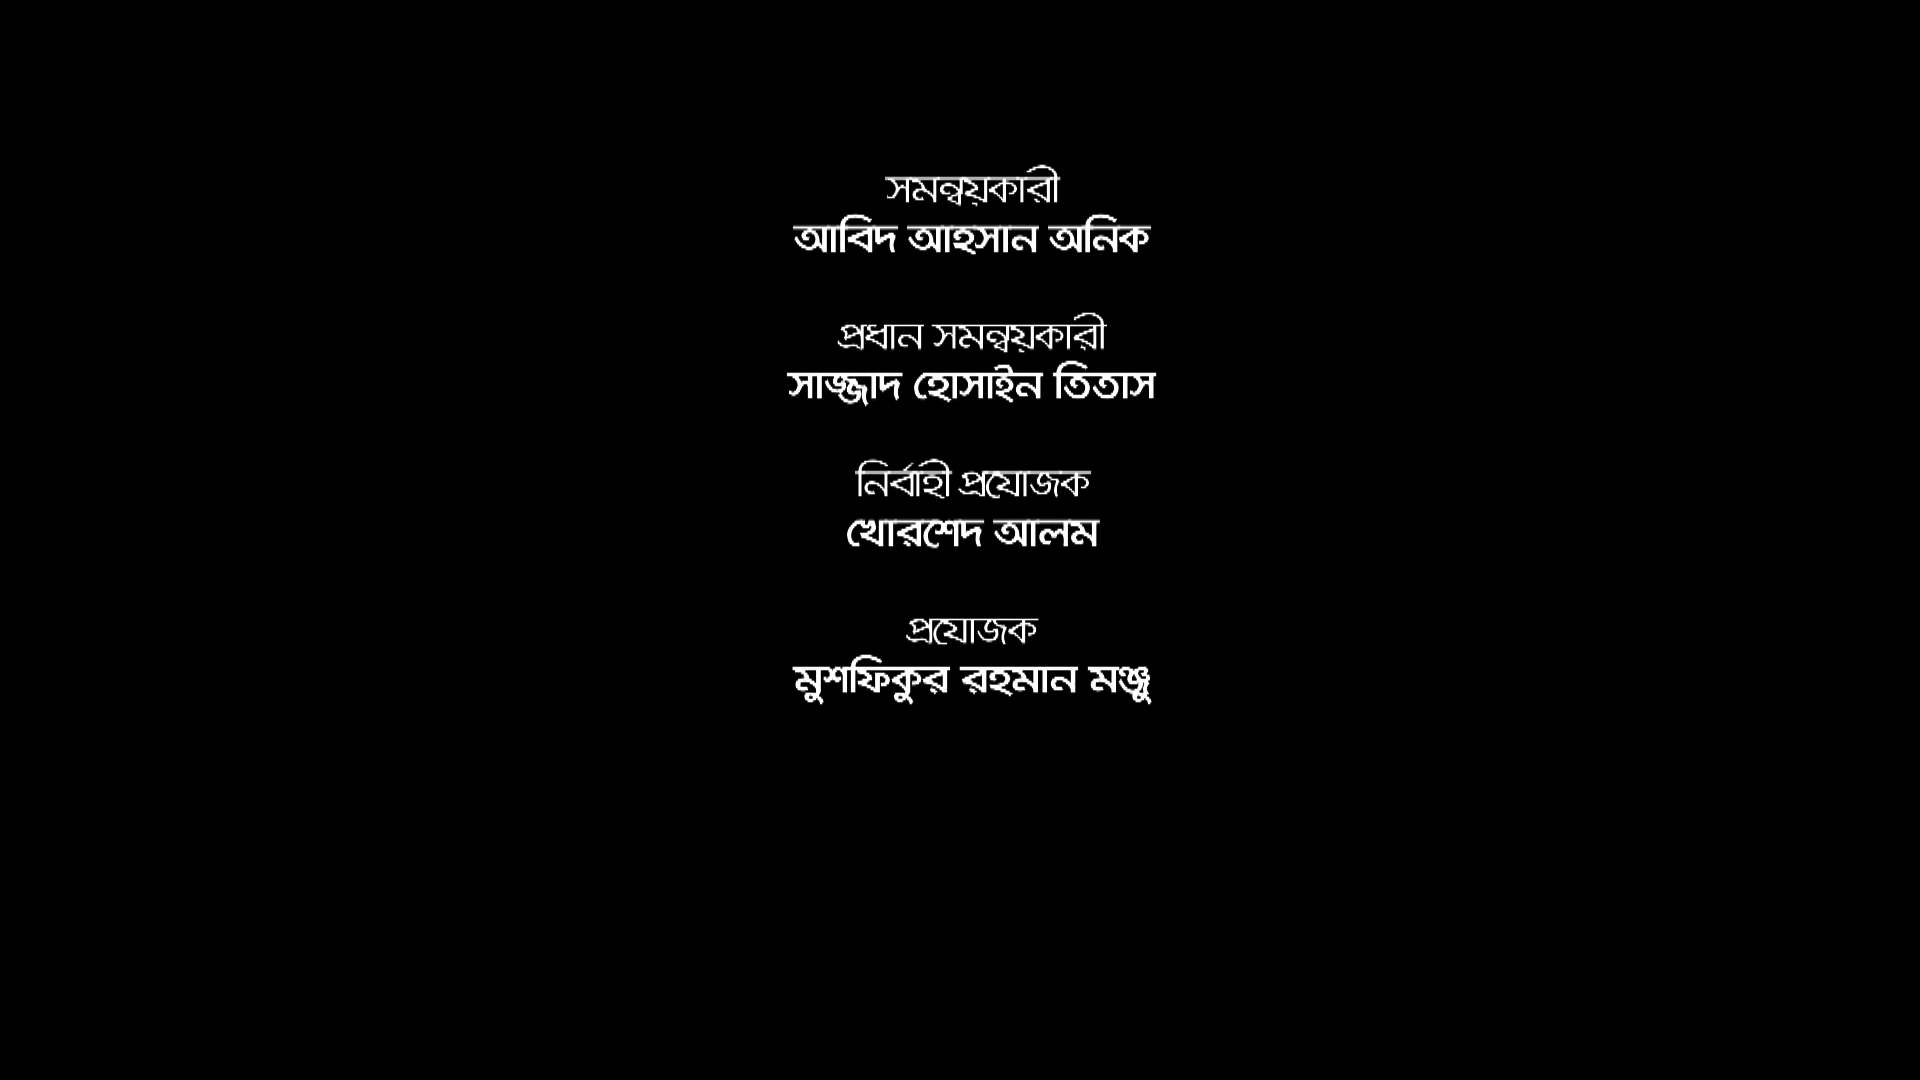 সমন্বয়কারী
আবিদ আহসান অনিক
প্রধান সমন্বয়কারী
সাজ্জাদ হোসাইন তিতাস
নির্বাহী প্রযোজক
খোরশেদ আলম
প্রযোজক
মুশফিকুর রহমান মঞ্জু